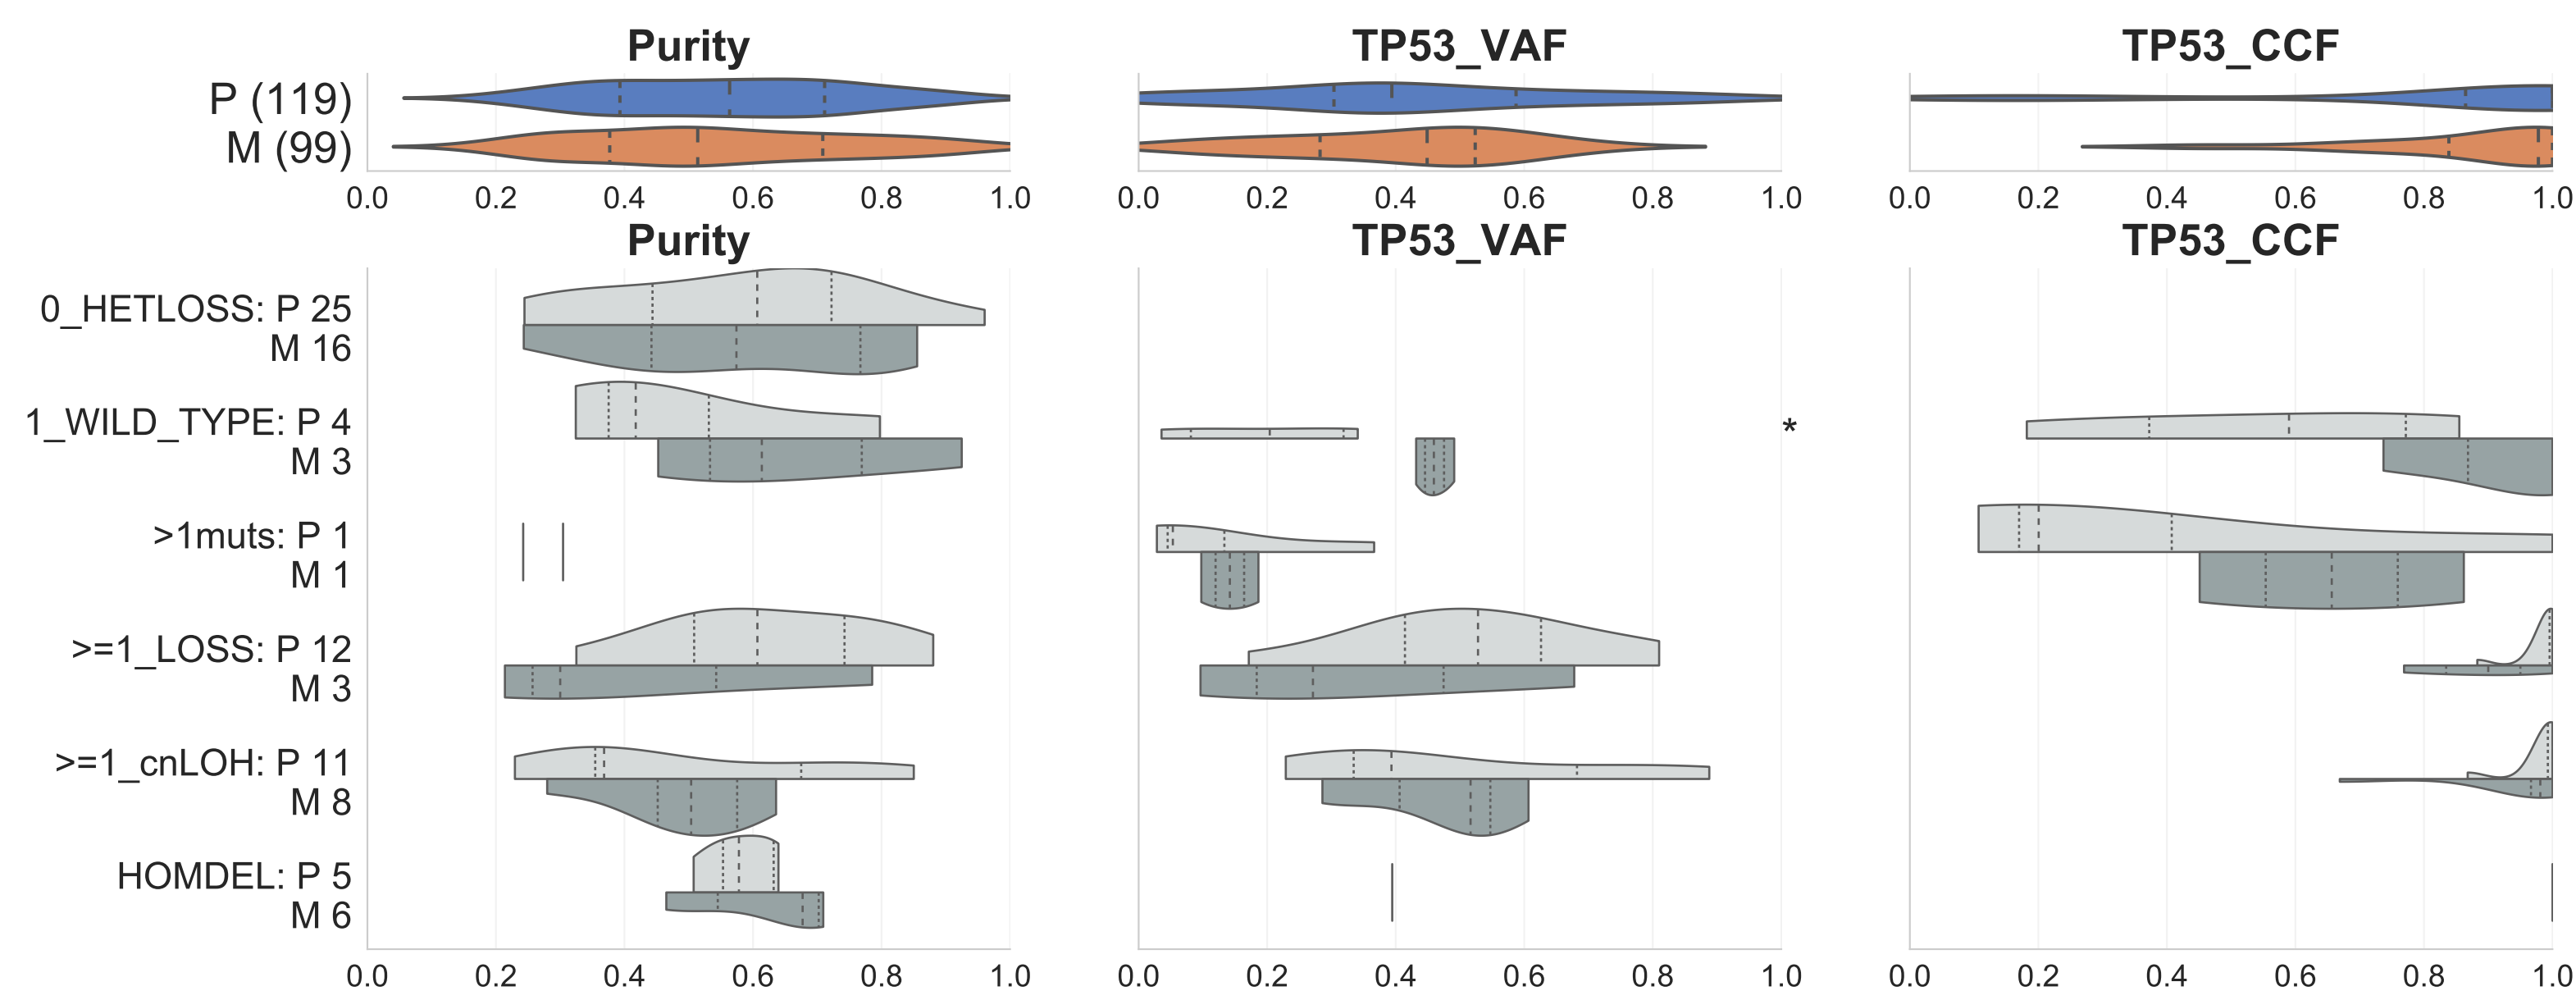 Purity TP53_VAF TP53_CCF
P (119)
M (99)
0.0 0.2 0.4 0.6 0.8 1.0 0.0 0.2 0.4 0.6 0.8 1.0 0.0 0.2 0.4 0.6 0.8 1.0
Purity TP53_VAF TP53_CCF
0_HETLOSS: P 25
M 16
1_WILD_TYPE: P 4
*
M 3
>1muts: P 1
M 1
>=1_LOSS: P 12
M 3
>=1_cnLOH: P 11
M 8
HOMDEL: P 5
M 6
0.0 0.2 0.4 0.6 0.8 1.0 0.0 0.2 0.4 0.6 0.8 1.0 0.0 0.2 0.4 0.6 0.8 1.0